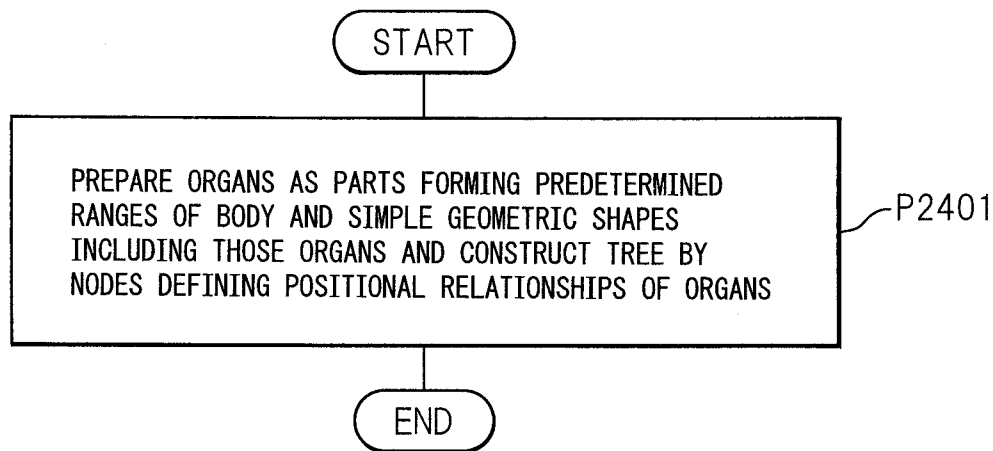 START
PREPARE ORGANS AS PARTS FORMING PREDETERMINED
RANGES OF BODY AND SIMPLE GEOMETRIC SHAPES
INCLUDING THOSE ORGANS AND CONSTRUCT TREE BY
NODES DEFINING POSITIONAL RELATIONSHIPS OF ORGANS
P2401
END